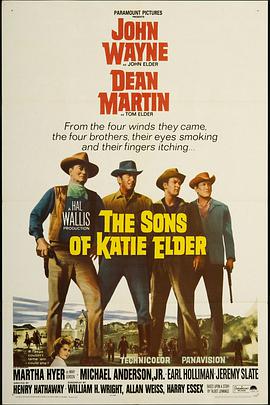 PARAMOUNT PICTURES
PRESENTS
JOHN
WAYNE
AS JOHN ELDER
DEAN
MARTIN
AS TOM ELDER
From the four winds they came,
the four brothers, their eyes smoking
and their fingers itching...
HAL
WALLIS
PRODUCTION
THE SONS
OF KATIE ELDER
TECHNICOLOR PANAVISION
MARTHA HYER MICHAEL ANDERSON, JR. EARL HOLLIMAN JEREMY SLATE
HENRY HATHAWAY WILLIAM H. WRIGHT, ALLAN WEISS, HARRY ESSEX